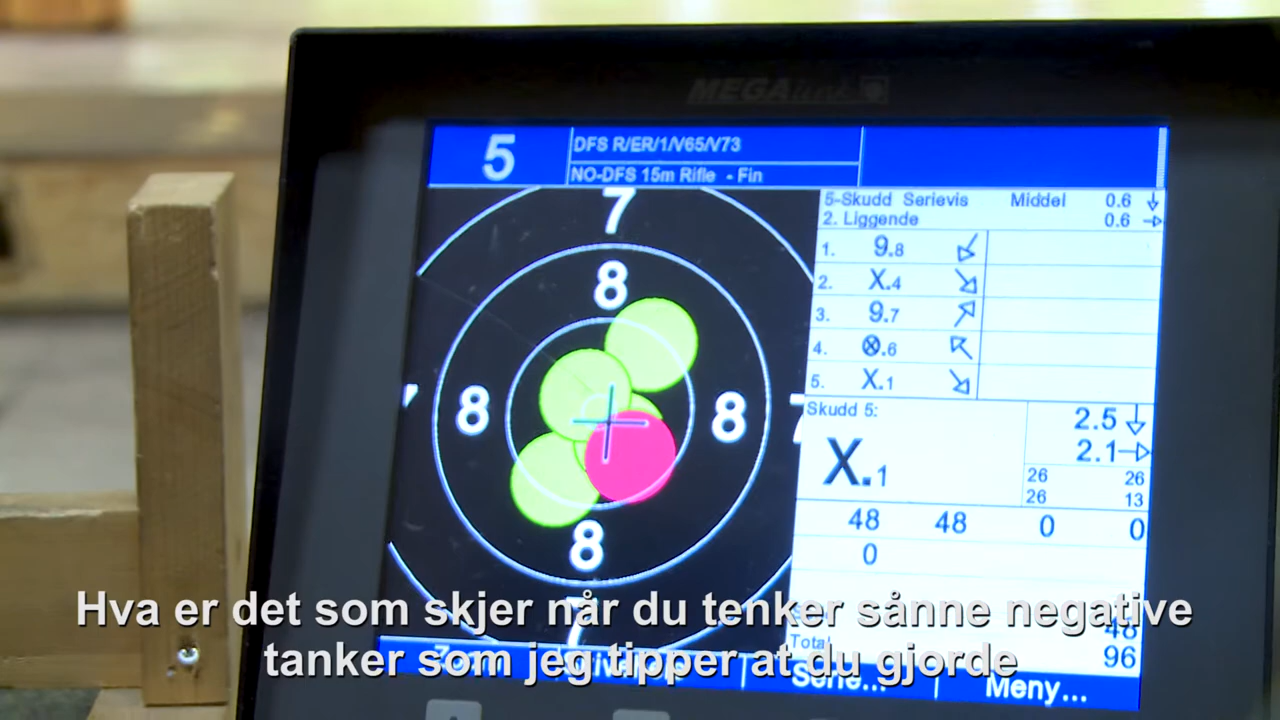 MEGAlink
5
DFS R/ER/1/V65/V73
NO-DFS 15m Rifle - Fin
7
8
8
8
7
8
5-Skudd Serievis Middel 0.6
2. Liggende 0.6
1. 9.8
2. X.4
3. 9.7
4. ⊗.6
5. X.1
Skudd 5:
X.1
2.5
2.1
26 26
26 13
48 48 0 0
0
48
Total 96
Serie...
Meny...
Hva er det som skjer når du tenker sånne negative
tanker som jeg tipper at du gjorde